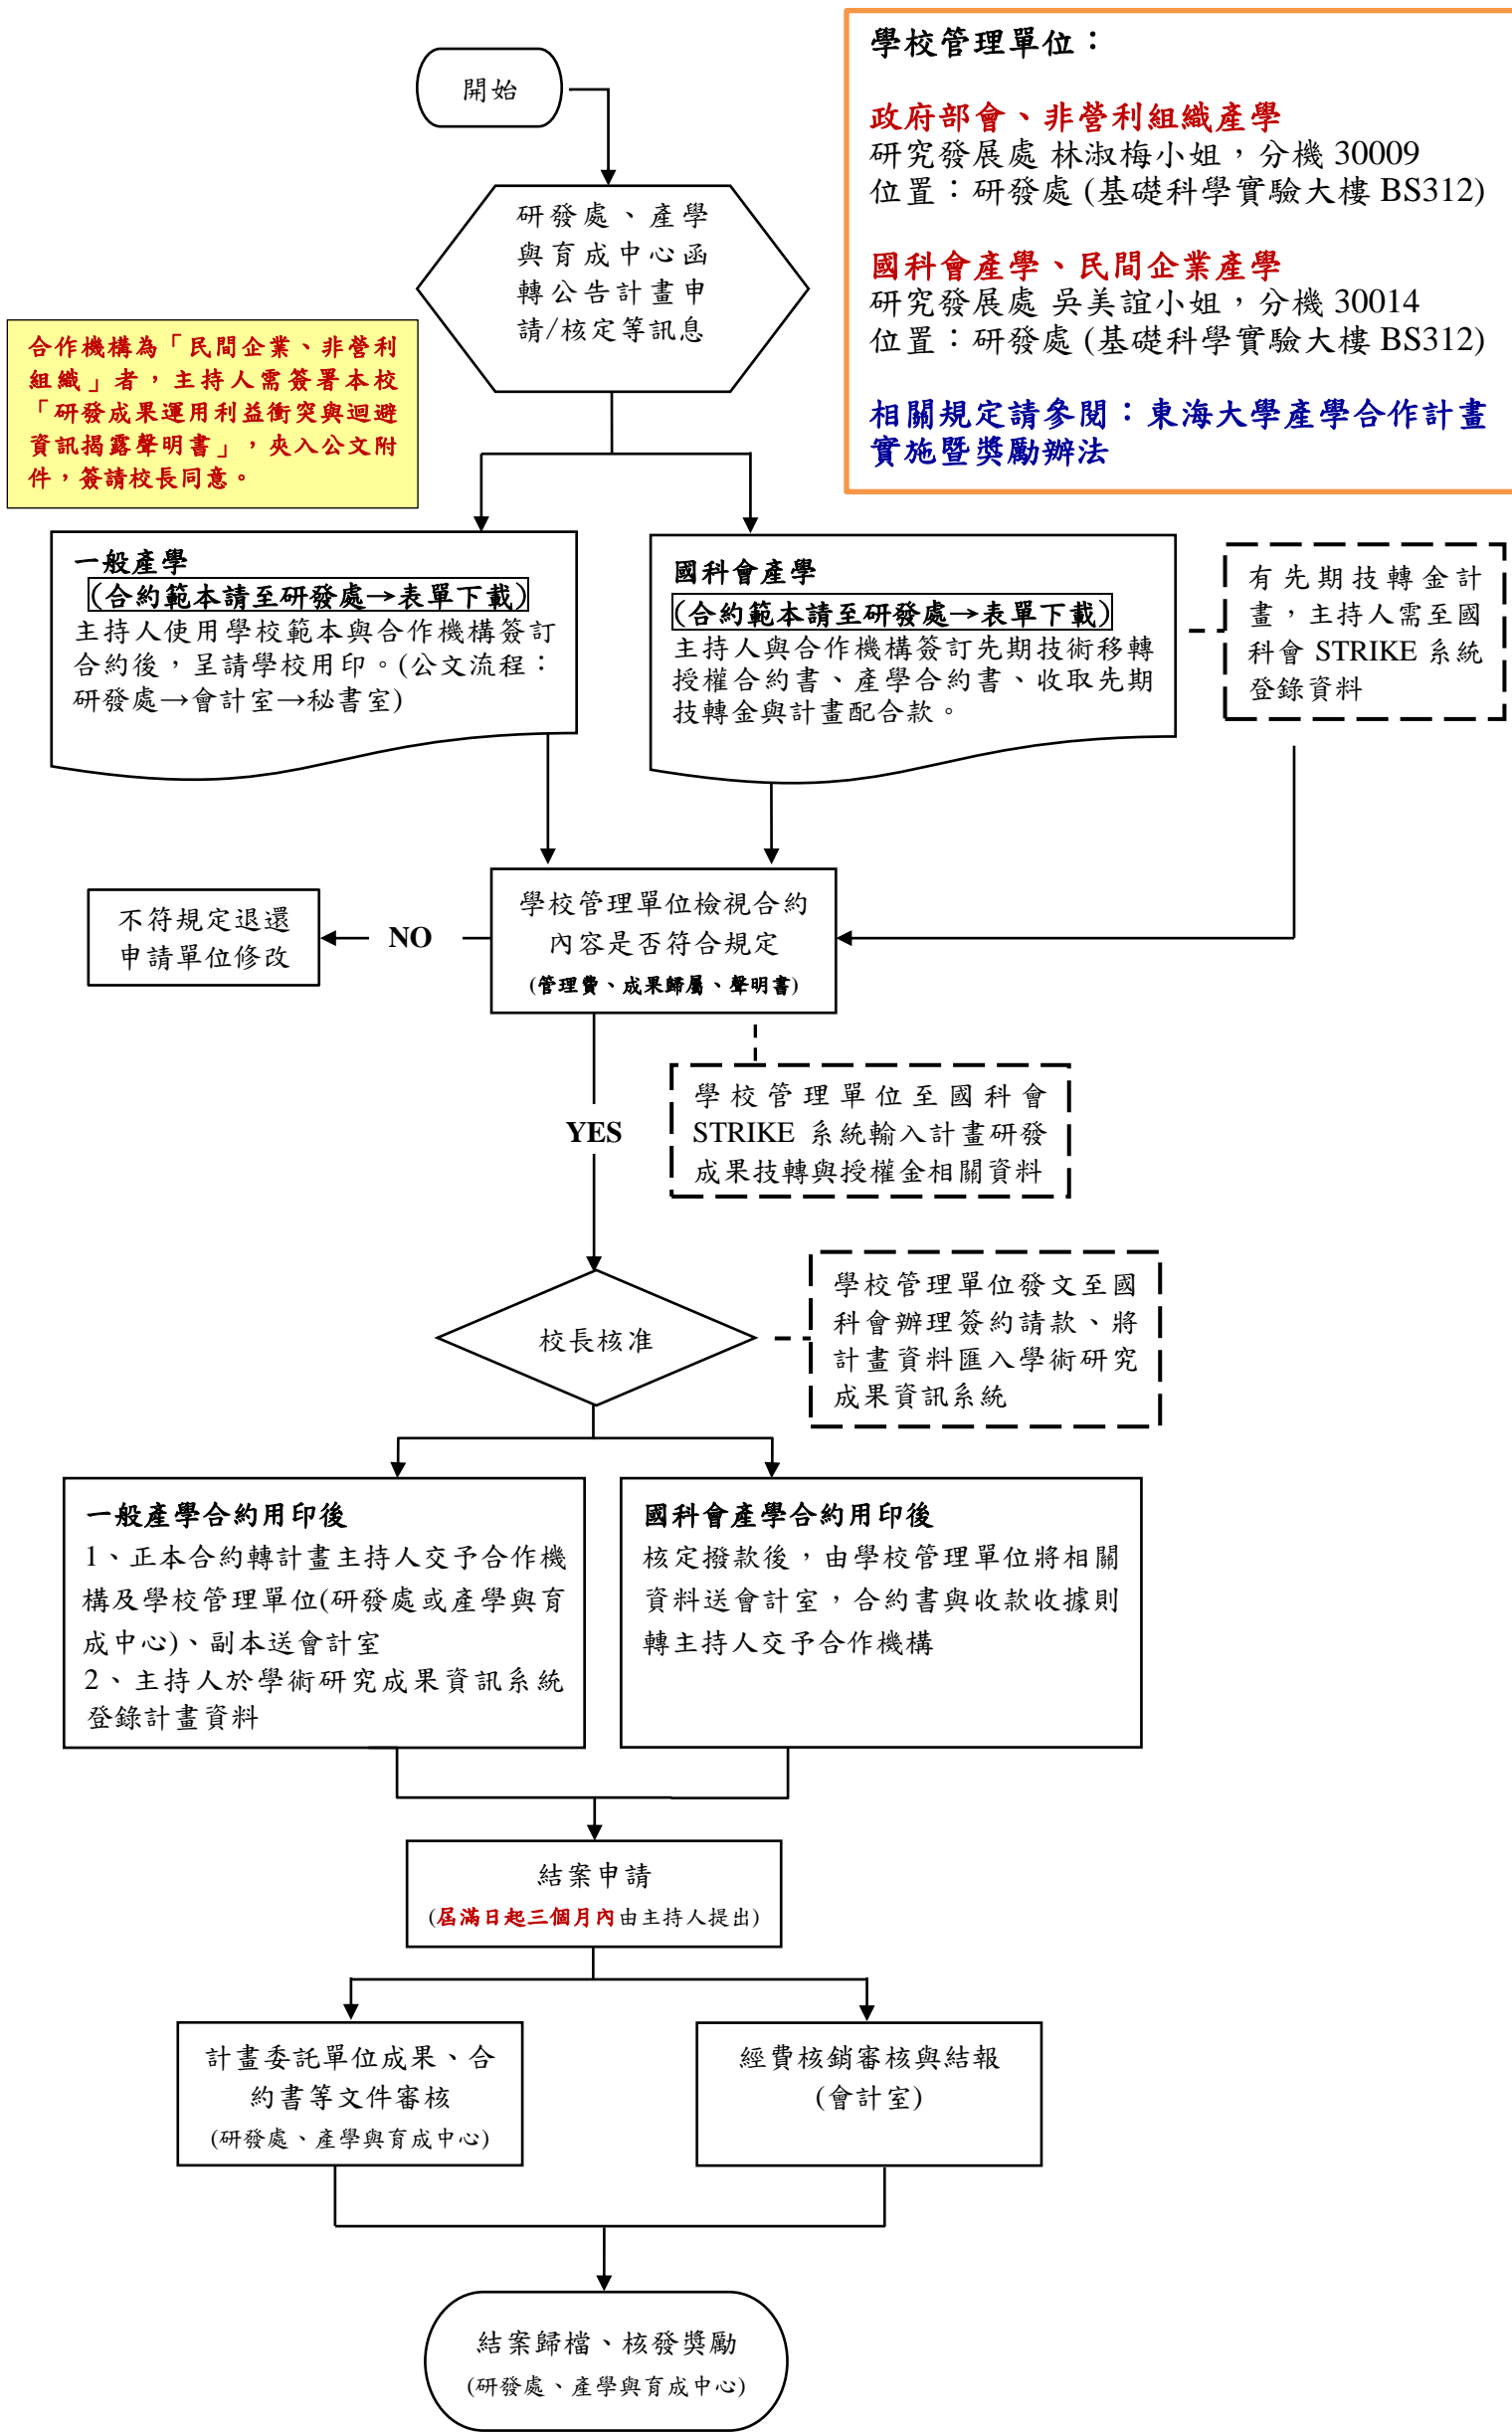 開始
研發處、產學
與育成中心函
轉公告計畫申
請/核定等訊息
學校管理單位：
政府部會、非營利組織產學
研究發展處 林淑梅小姐，分機 30009
位置：研發處 (基礎科學實驗大樓 BS312)
國科會產學、民間企業產學
研究發展處 吳美誼小姐，分機 30014
位置：研發處 (基礎科學實驗大樓 BS312)
相關規定請參閱：東海大學產學合作計畫
實施暨獎勵辦法
合作機構為「民間企業、非營利
組織」者，主持人需簽署本校
「研發成果運用利益衝突與迴避
資訊揭露聲明書」，夾入公文附
件，簽請校長同意。
一般產學
(合約範本請至研發處→表單下載)
主持人使用學校範本與合作機構簽訂
合約後，呈請學校用印。(公文流程：
研發處→會計室→秘書室)
國科會產學
(合約範本請至研發處→表單下載)
主持人與合作機構簽訂先期技術移轉
授權合約書、產學合約書、收取先期
技轉金與計畫配合款。
有先期技轉金計
畫，主持人需至國
科會 STRIKE 系統
登錄資料
不符規定退還
申請單位修改
NO
學校管理單位檢視合約
內容是否符合規定
(管理費、成果歸屬、聲明書)
YES
學校管理單位至國科會
STRIKE 系統輸入計畫研發
成果技轉與授權金相關資料
校長核准
學校管理單位發文至國
科會辦理簽約請款、將
計畫資料匯入學術研究
成果資訊系統
一般產學合約用印後
1、正本合約轉計畫主持人交予合作機
構及學校管理單位(研發處或產學與育
成中心)、副本送會計室
2、主持人於學術研究成果資訊系統
登錄計畫資料
國科會產學合約用印後
核定撥款後，由學校管理單位將相關
資料送會計室，合約書與收款收據則
轉主持人交予合作機構
結案申請
(屆滿日起三個月內由主持人提出)
計畫委託單位成果、合
約書等文件審核
(研發處、產學與育成中心)
經費核銷審核與結報
(會計室)
結案歸檔、核發獎勵
(研發處、產學與育成中心)